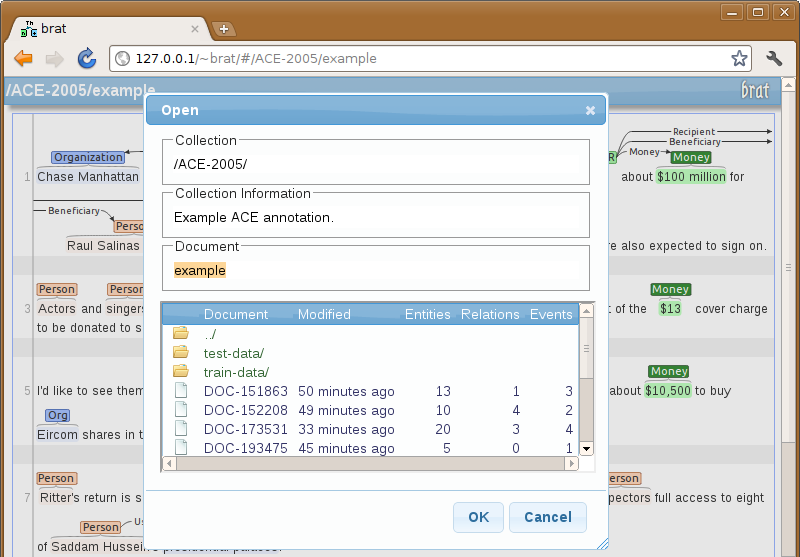 brat
127.0.0.1/~brat/#/ACE-2005/example
/ACE-2005/example
brat
Open
Collection
/ACE-2005/
Collection Information
Example ACE annotation.
Document
example
Document Modified Entities Relations Events
../
test-data/
train-data/
DOC-151863 50 minutes ago 13 1 3
DOC-152208 49 minutes ago 10 4 2
DOC-173531 33 minutes ago 20 3 4
DOC-193475 45 minutes ago 5 0 1
OK Cancel
Recipient
Beneficiary
Organization
R
Money
Money
1 Chase Manhattan
about $100 million for
Beneficiary
Raul Salinas
also expected to sign on.
Person
Money
3 Actors and singers
of the $13 cover charge
to be donated to
Money
5 I'd like to see them
about $10,500 to buy
Org
Eircom shares in
Person
7 Ritter's return is
full access to eight
Person
of Saddam Hussein's presidential palaces.